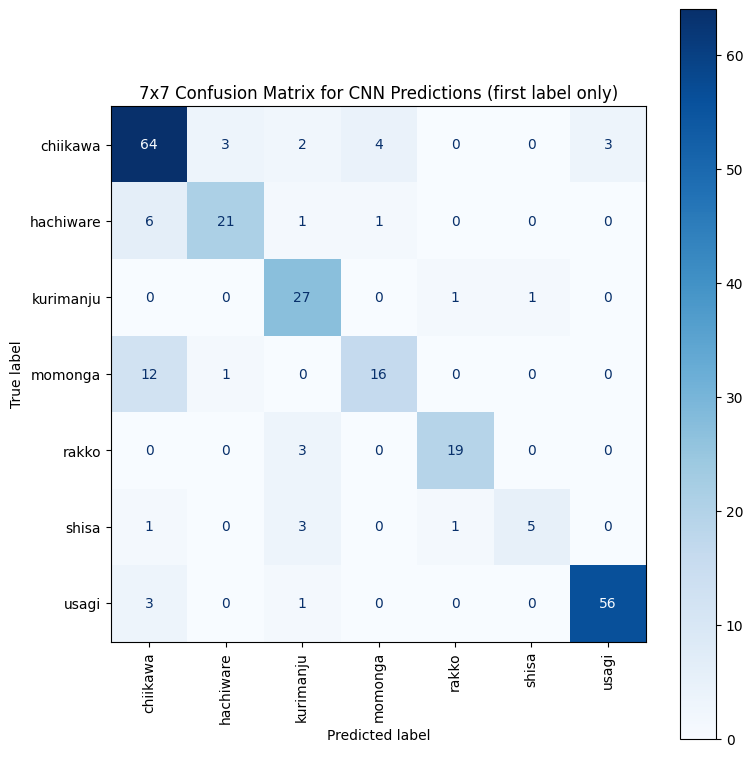 7x7 Confusion Matrix for CNN Predictions (first label only)
True label
chiikawa 64 3 2 4 0 0 3
hachiware 6 21 1 1 0 0 0
kurimanju 0 0 27 0 1 1 0
momonga 12 1 0 16 0 0 0
rakko 0 0 3 0 19 0 0
shisa 1 0 3 0 1 5 0
usagi 3 0 1 0 0 0 56
chiikawa hachiware kurimanju momonga rakko shisa usagi
Predicted label
60
50
40
30
20
10
0